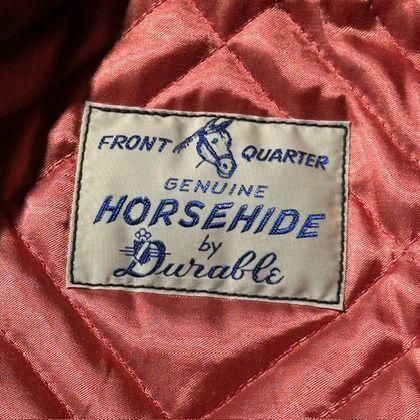 FRONT QUARTER
GENUINE
HORSEHIDE
by
Durable